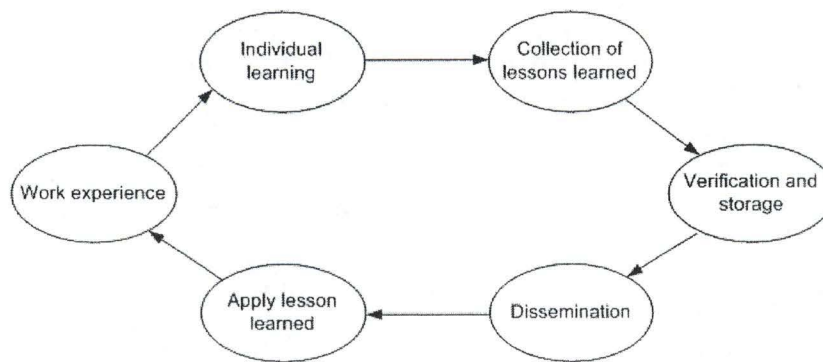 Individual
learning
Collection of
lessons learned
Work experience
Verification and
storage
Apply lesson
learned
Dissemination